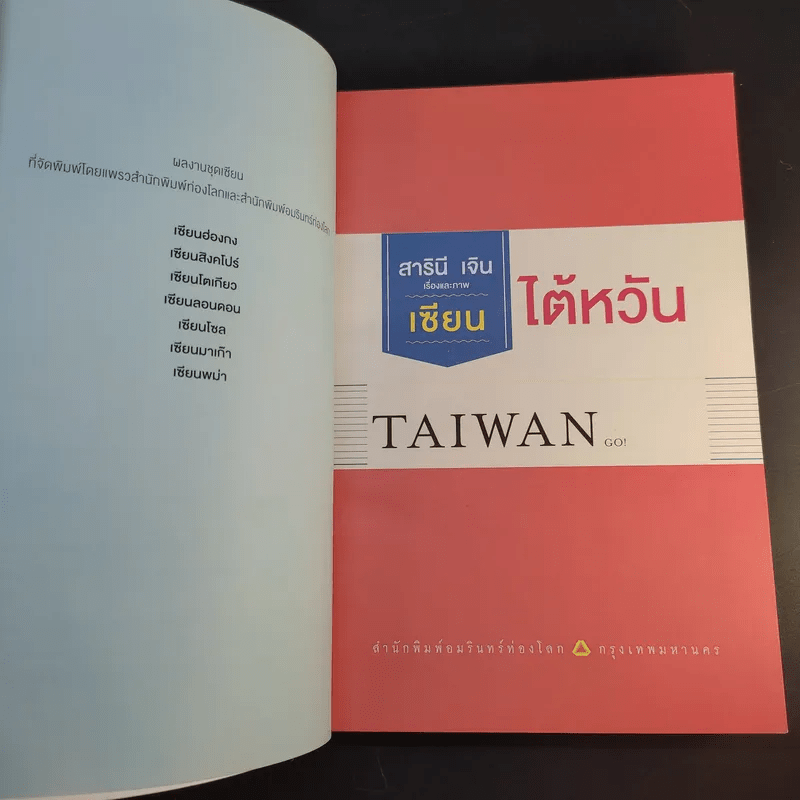 ผลงานชุดเซียน
ที่จัดพิมพ์โดยแพรวสำนักพิมพ์ท่องโลกและสำนักพิมพ์อมรินทร์ท่องโลก
เซียนฮ่องกง
เซียนสิงคโปร์
เซียนโตเกียว
เซียนลอนดอน
เซียนโซล
เซียนมาเก๊า
เซียนพม่า
สารินี เจิน
เรื่องและภาพ
เซียน
ไต้หวัน
TAIWAN GO!
สำนักพิมพ์อมรินทร์ท่องโลก กรุงเทพมหานคร